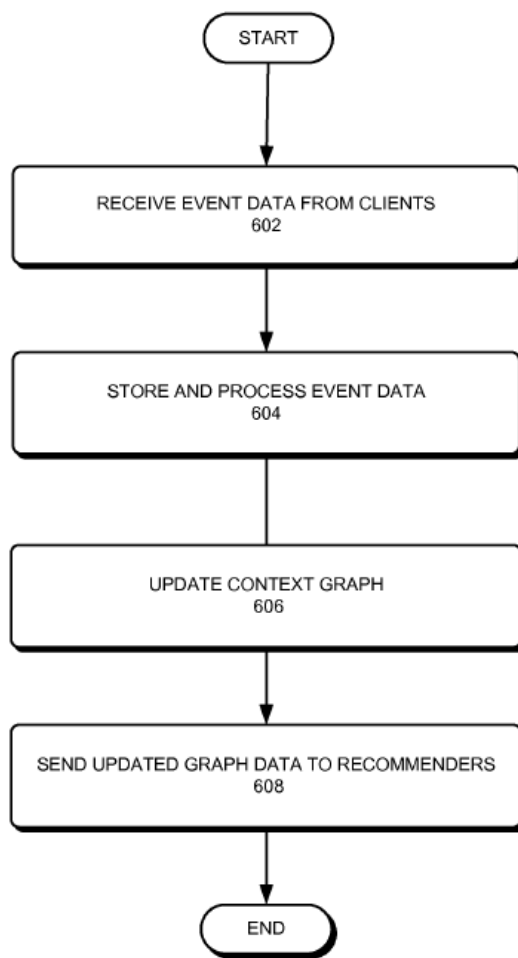 START
RECEIVE EVENT DATA FROM CLIENTS
602
STORE AND PROCESS EVENT DATA
604
UPDATE CONTEXT GRAPH
606
SEND UPDATED GRAPH DATA TO RECOMMENDERS
608
END